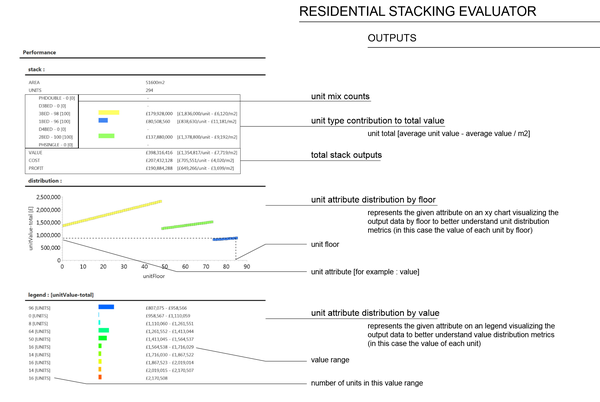 RESIDENTIAL STACKING EVALUATOR
OUTPUTS
Performance
stack :
AREA 51600m2
UNITS 294
PHDOUBLE - 0 [0] -
D3BED - 0 [0] -
3BED - 98 [100] £179,928,000 [£1,836,000/unit - £6,120/m2]
1BED - 96 [100] £80,508,560 [£838,630/unit - £11,181/m2]
D4BED - 0 [0] -
2BED - 100 [100] £137,880,000 [£1,378,800/unit - £9,192/m2]
PHSINGLE - 0 [0] -
VALUE £398,316,416 [£1,354,817/unit - £7,719/m2]
COST £207,432,128 [£705,551/unit - £4,020/m2]
PROFIT £190,884,288 [£649,266/unit - £3,699/m2]
unit mix counts
unit type contribution to total value
unit total [average unit value - average value / m2]
total stack outputs
distribution :
unitValue-total [£]
2,500,000
2,000,000
1,500,000
1,000,000
500,000
0
0 10 20 30 40 50 60 70 80 90
unitFloor
unit attribute distribution by floor
represents the given attribute on an xy chart visualizing the
output data by floor to better understand unit distribution
metrics (in this case the value of each unit by floor)
unit floor
unit attribute [for example : value]
legend : [unitValue-total]
96 [UNITS] £807,075 - £958,566
0 [UNITS] £958,567 - £1,110,059
8 [UNITS] £1,110,060 - £1,261,551
64 [UNITS] £1,261,552 - £1,413,044
50 [UNITS] £1,413,045 - £1,564,537
16 [UNITS] £1,564,538 - £1,716,029
14 [UNITS] £1,716,030 - £1,867,522
16 [UNITS] £1,867,523 - £2,019,014
14 [UNITS] £2,019,015 - £2,170,507
16 [UNITS] £2,170,508
unit attribute distribution by value
represents the given attribute on an legend visualizing the
output data to better understand value distribution metrics
(in this case the value of each unit)
value range
number of units in this value range